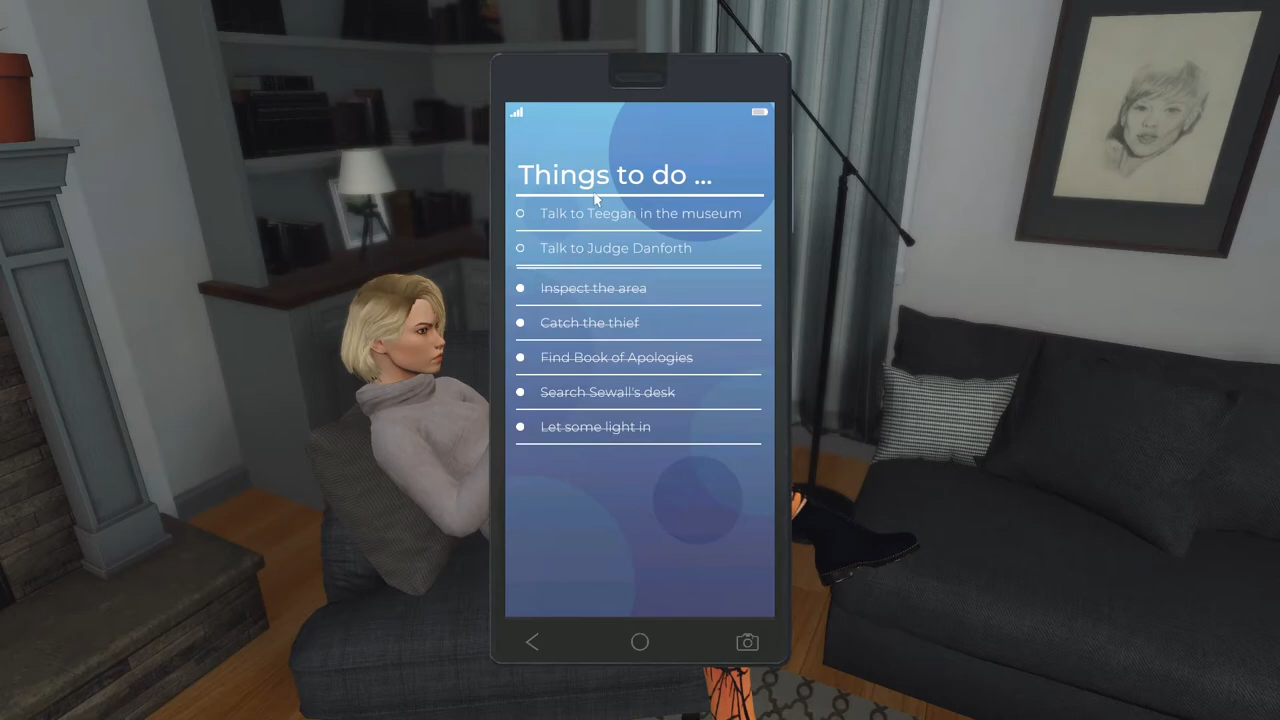 Things to do ...
Talk to Teegan in the museum
Talk to Judge Danforth
Inspect the area
Catch the thief
Find Book of Apologies
Search Sewall's desk
Let some light in